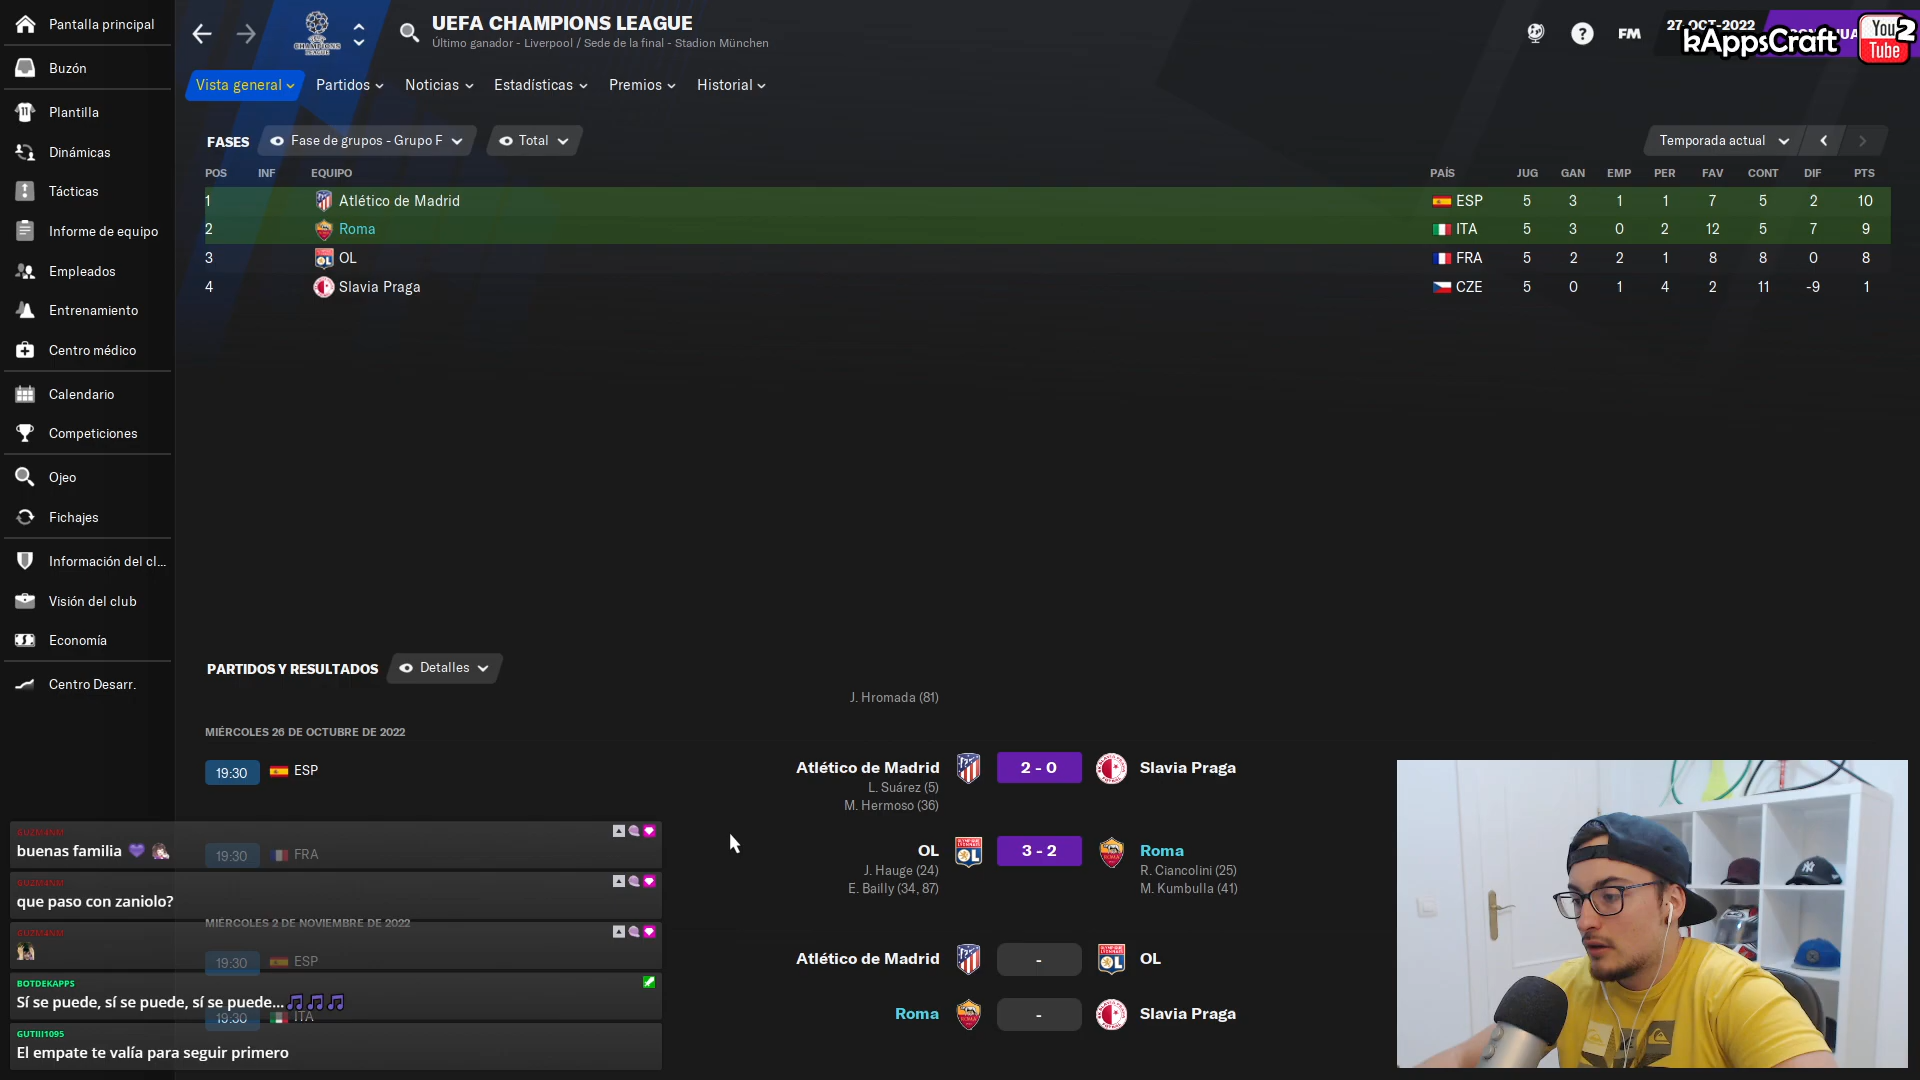 Pantalla principal
Buzón
Plantilla
Dinámicas
Tácticas
Informe de equipo
Empleados
Entrenamiento
Centro médico
Calendario
Competiciones
Ojeo
Fichajes
Información del cl...
Visión del club
Economía
Centro Desarr.
UEFA CHAMPIONS LEAGUE
Último ganador - Liverpool / Sede de la final - Stadion München
FM
27 OCT-2022
kAppsCraft
You Tube 2
Vista general
Partidos
Noticias
Estadísticas
Premios
Historial
FASES
Fase de grupos - Grupo F
Total
Temporada actual
POS INF EQUIPO PAÍS JUG GAN EMP PER FAV CONT DIF PTS
1 Atlético de Madrid ESP 5 3 1 1 7 5 2 10
2 Roma ITA 5 3 0 2 12 5 7 9
3 OL FRA 5 2 2 1 8 8 0 8
4 Slavia Praga CZE 5 0 1 4 2 11 -9 1
PARTIDOS Y RESULTADOS
Detalles
J. Hromada (81)
MIÉRCOLES 26 DE OCTUBRE DE 2022
19:30 ESP Atlético de Madrid 2 - 0 Slavia Praga
L. Suárez (5)
M. Hermoso (36)
19:30 FRA OL 3 - 2 Roma
J. Hauge (24) R. Ciancolini (25)
E. Bailly (34, 87) M. Kumbulla (41)
MIÉRCOLES 2 DE NOVIEMBRE DE 2022
19:30 ESP Atlético de Madrid - OL
19:30 ITA Roma - Slavia Praga
GUZM4NM
buenas familia
GUZM4NM
que paso con zaniolo?
GUZM4NM
BOTDEKAPPS
Sí se puede, sí se puede, sí se puede...
GUTIII1095
El empate te valía para seguir primero